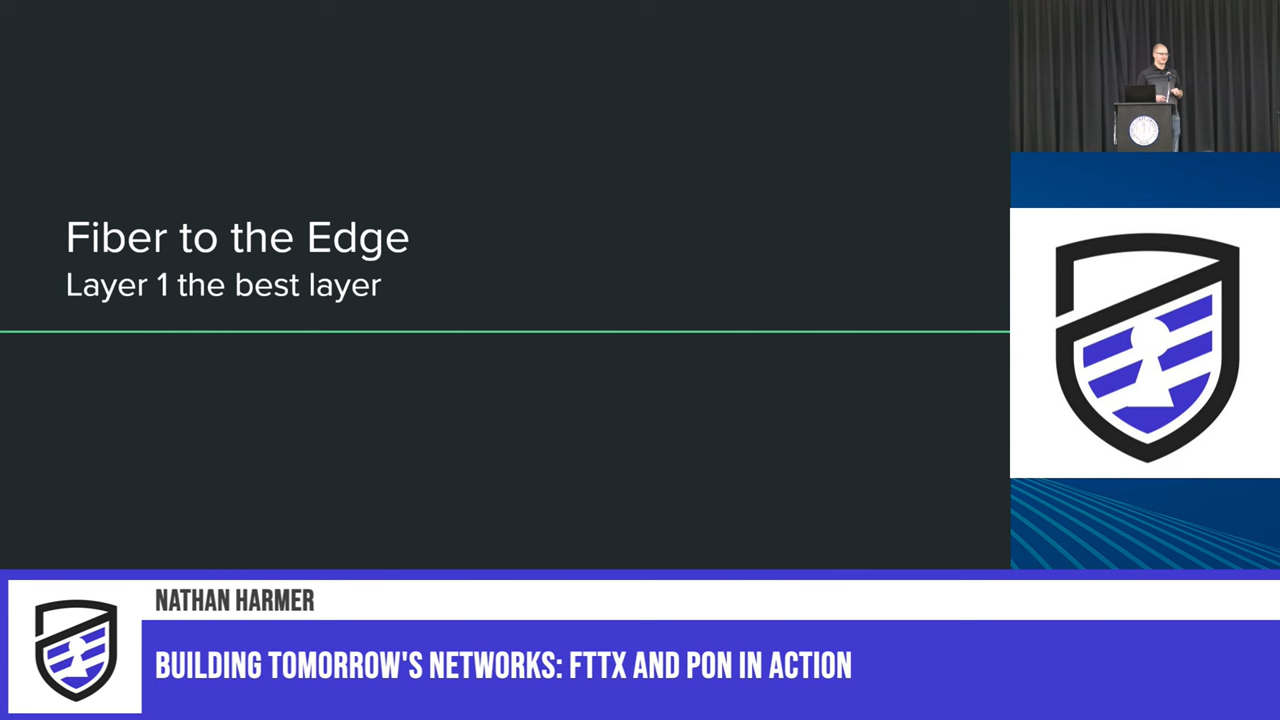 Fiber to the Edge
Layer 1 the best layer
NATHAN HARMER
BUILDING TOMORROW'S NETWORKS: FTTX AND PON IN ACTION